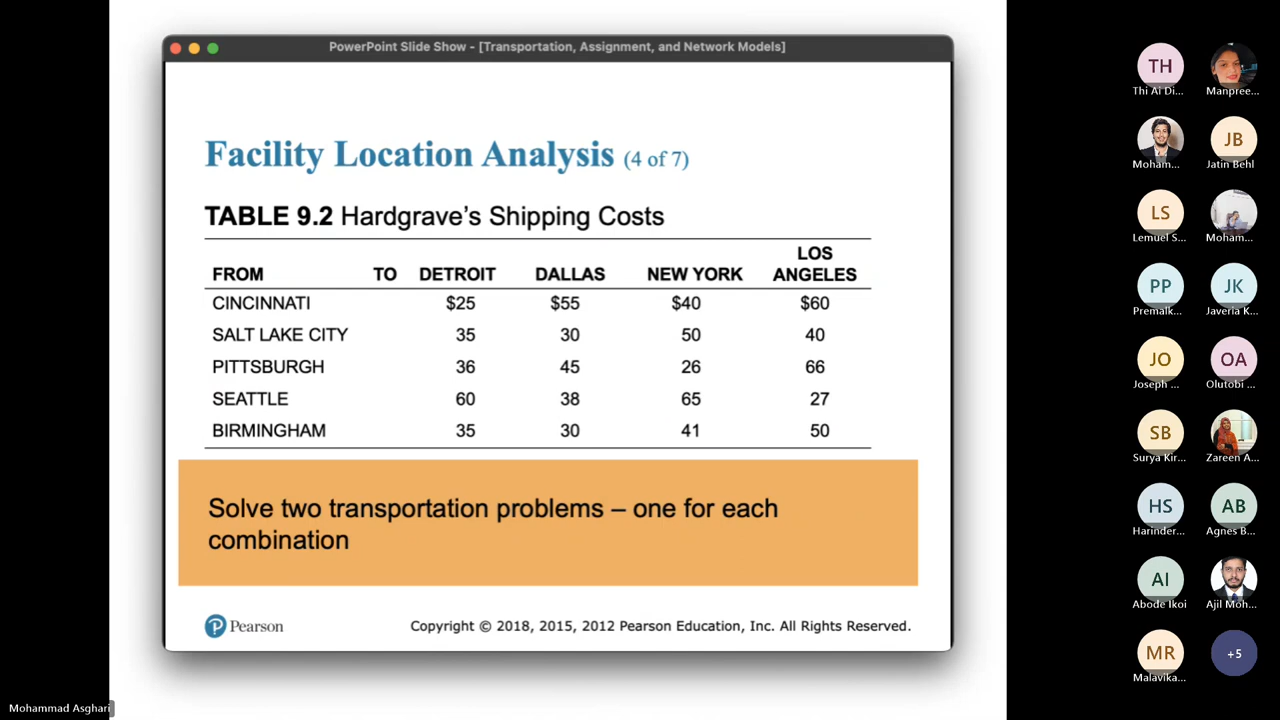 PowerPoint Slide Show - [Transportation, Assignment, and Network Models]
Facility Location Analysis (4 of 7)
TABLE 9.2 Hardgrave's Shipping Costs
FROM TO DETROIT DALLAS NEW YORK LOS ANGELES
CINCINNATI $25 $55 $40 $60
SALT LAKE CITY 35 30 50 40
PITTSBURGH 36 45 26 66
SEATTLE 60 38 65 27
BIRMINGHAM 35 30 41 50
Solve two transportation problems – one for each
combination
Pearson
Copyright © 2018, 2015, 2012 Pearson Education, Inc. All Rights Reserved.
TH
Thi Ai Di...
Manpree...
Moham...
JB
Jatin Behl
LS
Lemuel S...
Moham...
PP
Premalk...
JK
Javeria K...
JO
Joseph ...
OA
Olutobi ...
SB
Surya Kir...
Zareen A...
HS
Harinder...
AB
Agnes B...
AI
Abode Ikoi
Ajil Moh...
MR
Malavika...
+5
Mohammad Asghari